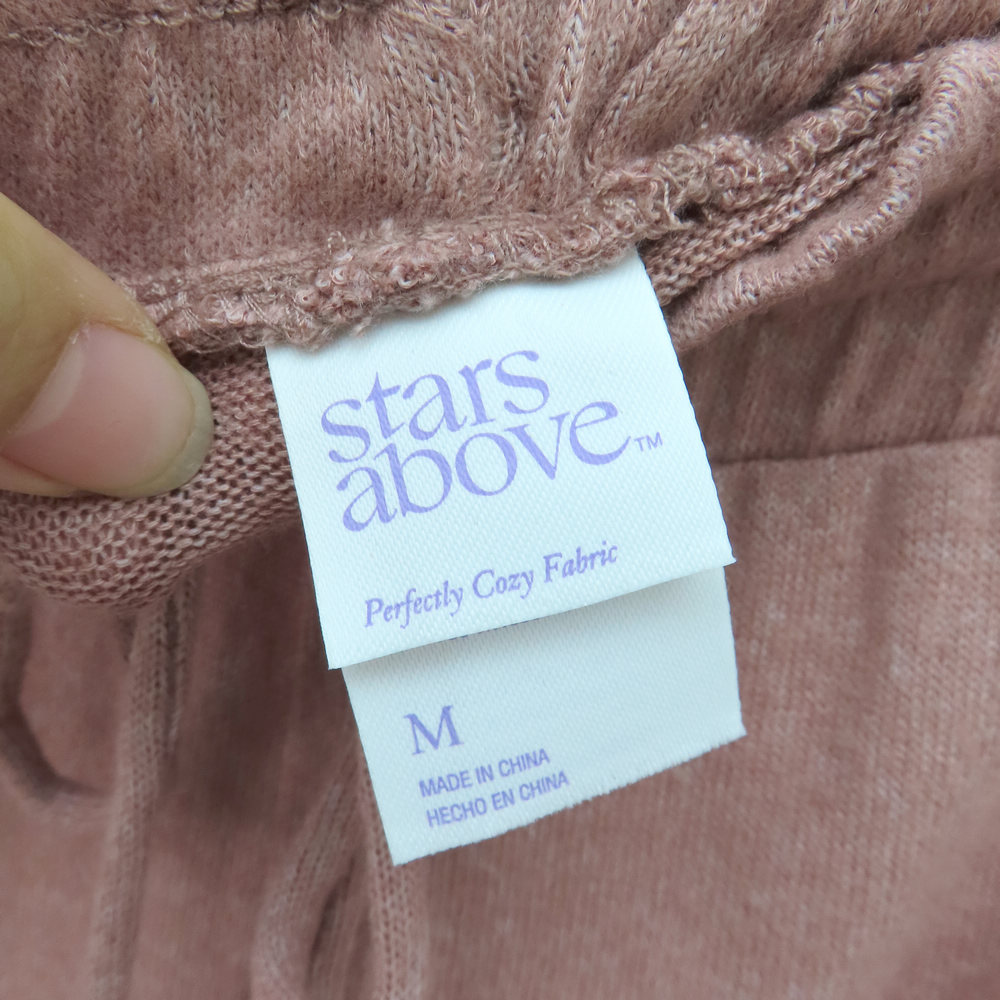 stars
above™
Perfectly Cozy Fabric
M
MADE IN CHINA
HECHO EN CHINA